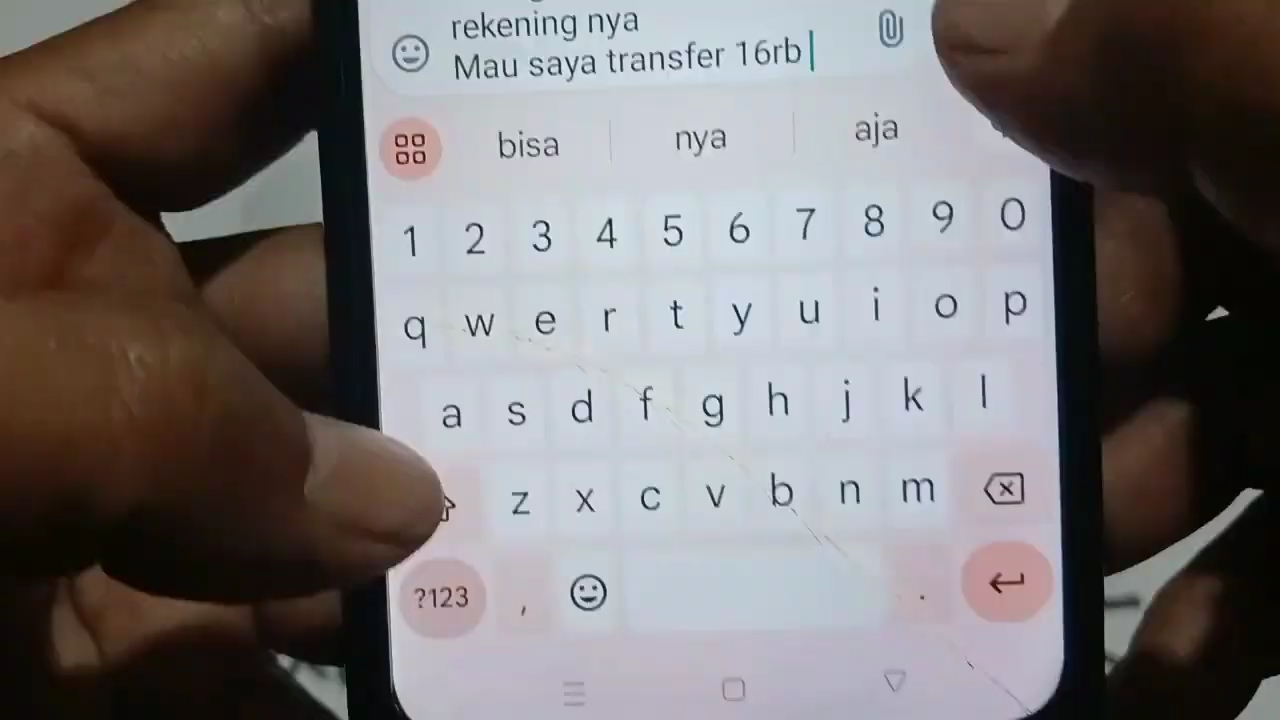 rekening nya
Mau saya transfer 16rb
bisa nya aja
1 2 3 4 5 6 7 8 9 0
q w e r t y u i o p
a s d f g h j k l
z x c v b n m
?123 , .